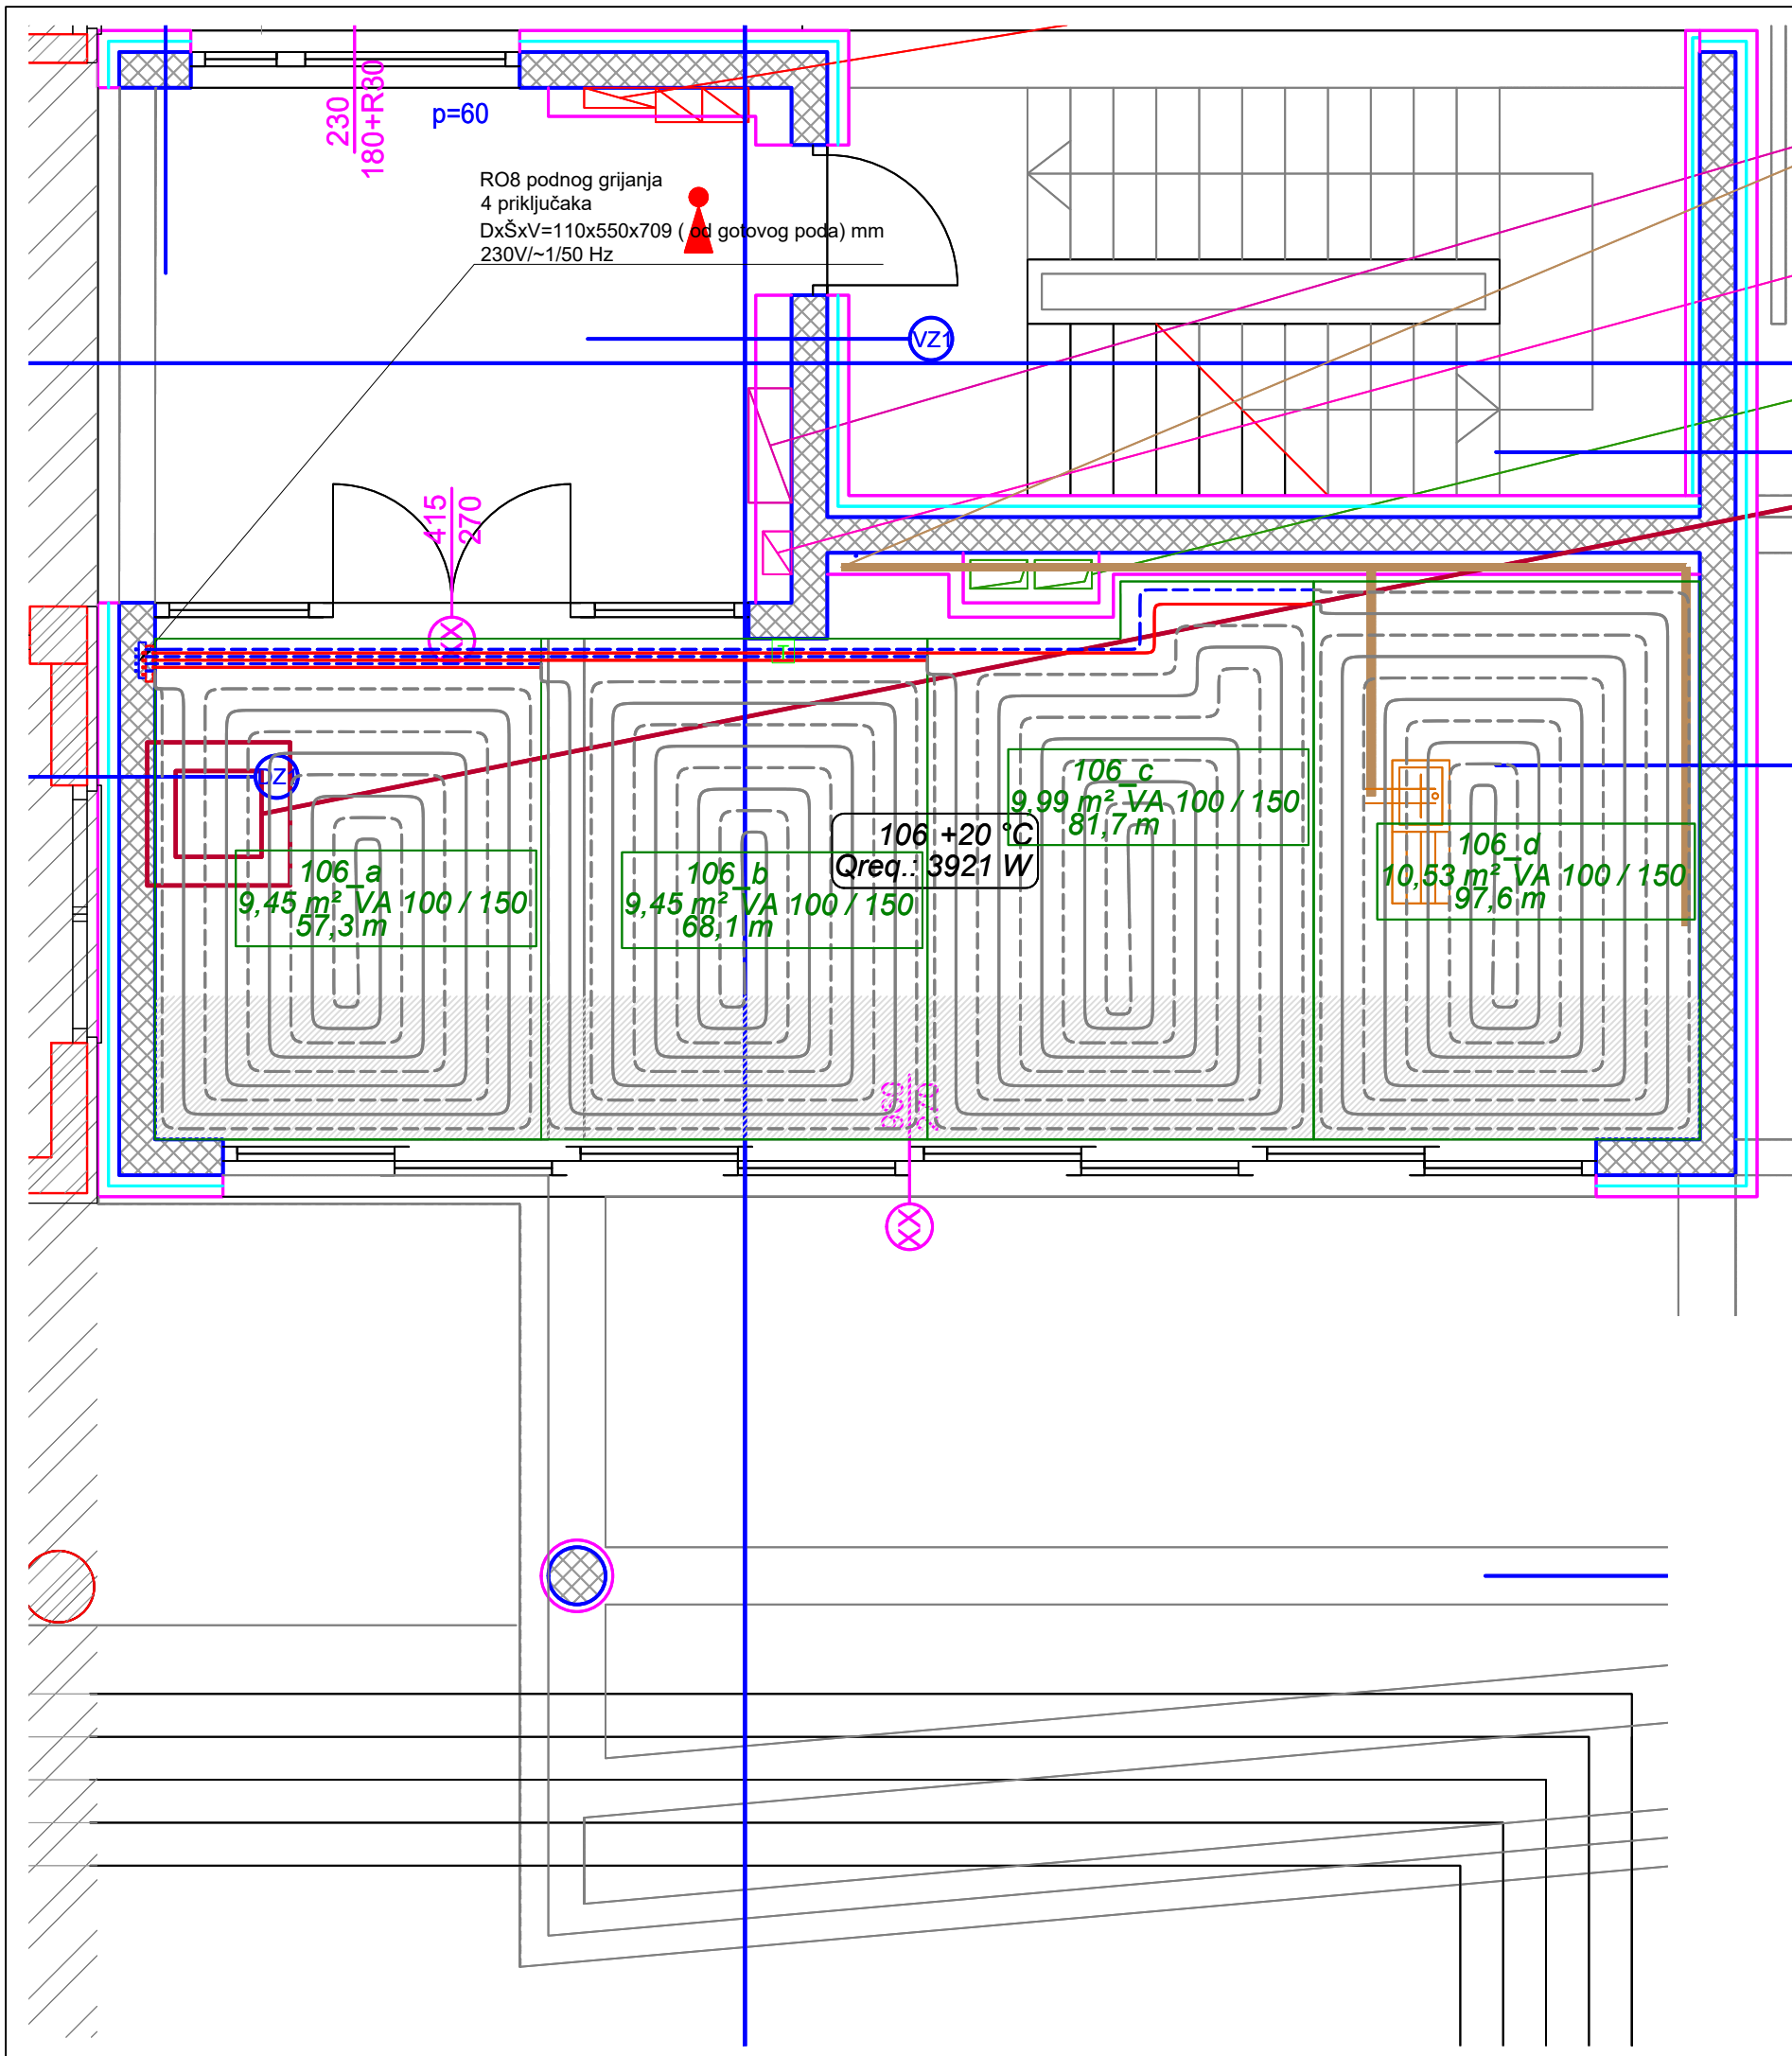 230
180+R30
p=60
RO8 podnog grijanja
4 priključaka
DxŠxV=110x550x709 ( od gotovog poda) mm
230V/~1/50 Hz
VZ1
415
270
XX
T
106_c
9,99 m² VA 100 / 150
81,7 m
106 +20 °C
Qreq.: 3921 W
106_a
9,45 m² VA 100 / 150
57,3 m
106_b
9,45 m² VA 100 / 150
68,1 m
106_d
10,53 m² VA 100 / 150
97,6 m
XX